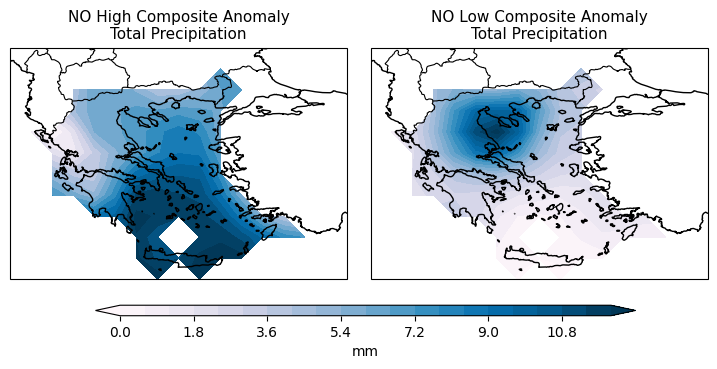 NO High Composite Anomaly
Total Precipitation
NO Low Composite Anomaly
Total Precipitation
0.0 1.8 3.6 5.4 7.2 9.0 10.8
mm